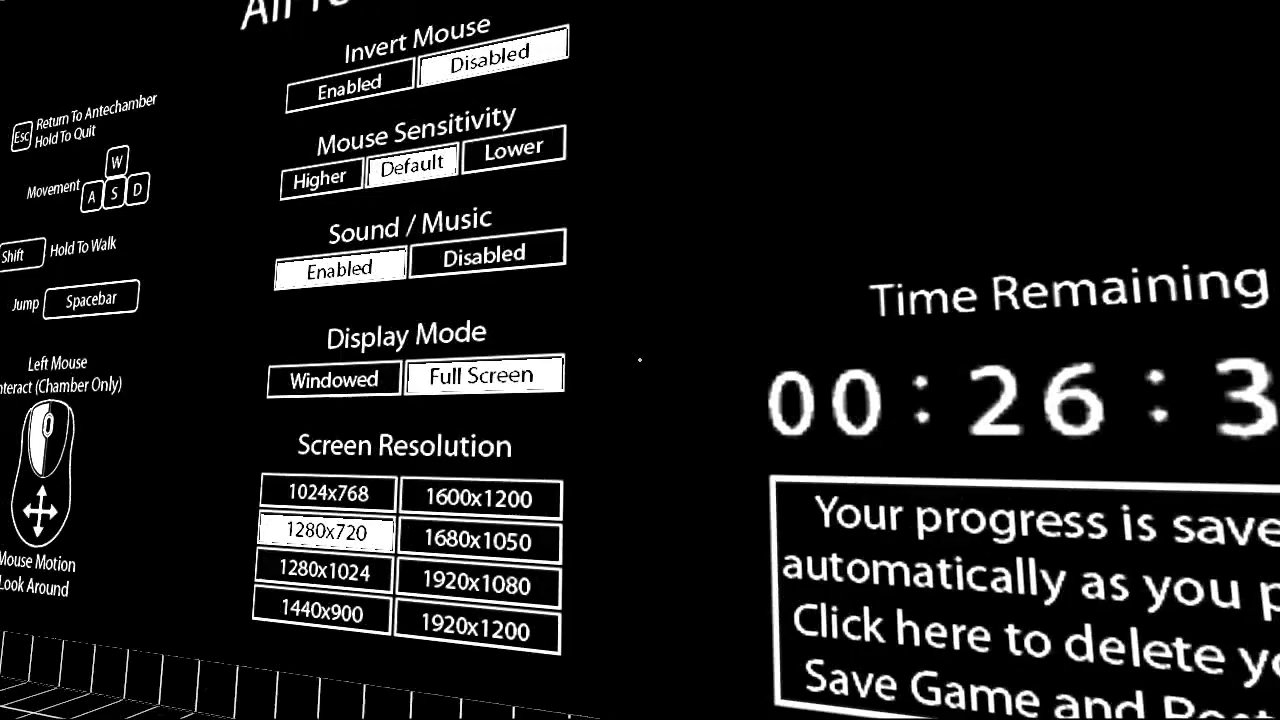 Esc
Return To Antechamber
Hold To Quit
Movement
W
A
S
D
Shift
Hold To Walk
Jump
Spacebar
Left Mouse
(Chamber Only)
Mouse Motion
Look Around
Invert Mouse
Enabled
Disabled
Mouse Sensitivity
Higher
Default
Lower
Sound / Music
Enabled
Disabled
Display Mode
Windowed
Full Screen
Screen Resolution
1024x768
1600x1200
1280x720
1680x1050
1280x1024
1920x1080
1440x900
1920x1200
Time Remaining
00 : 26 : 3
Your progress is
automatically as you
Click here to delete
Save Game and